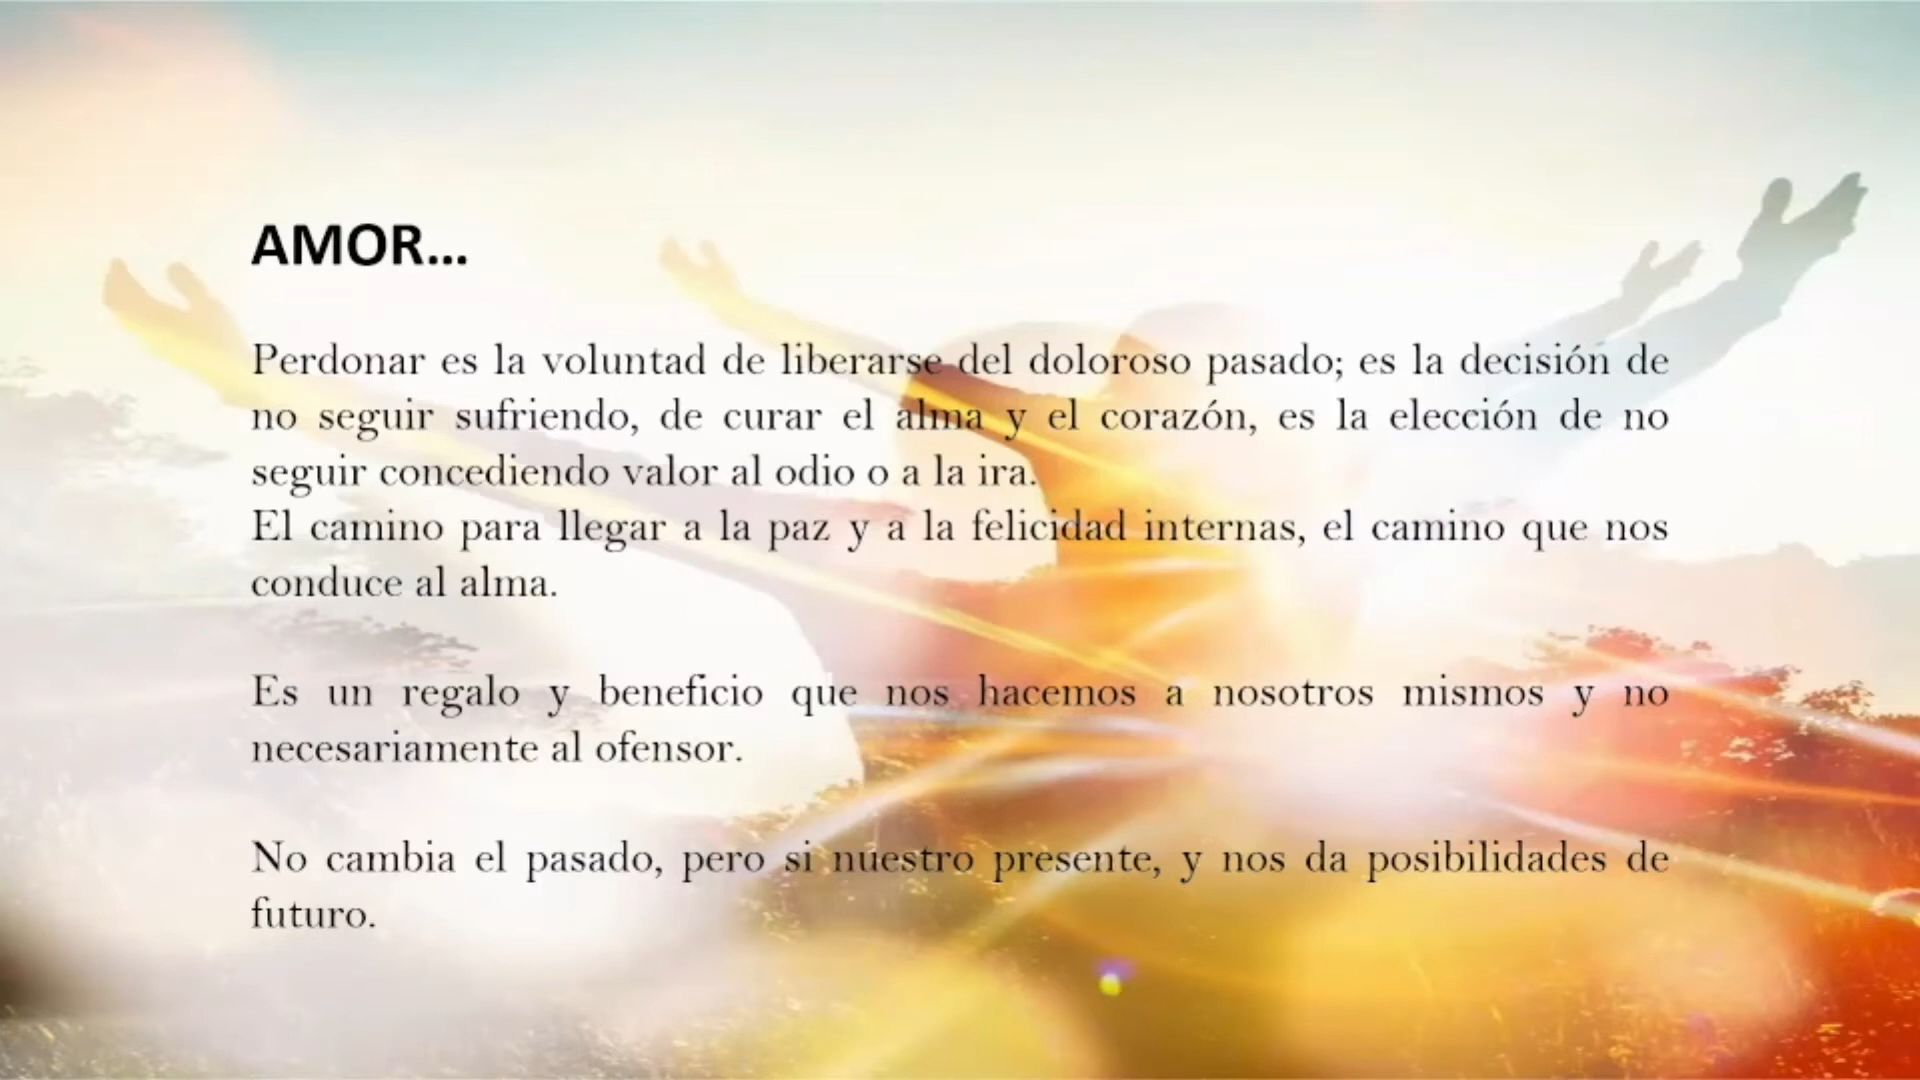 AMOR...
Perdonar es la voluntad de liberarse del doloroso pasado; es la decisión de
no seguir sufriendo, de curar el alma y el corazón, es la elección de no
seguir concediendo valor al odio o a la ira.
El camino para llegar a la paz y a la felicidad internas, el camino que nos
conduce al alma.
Es un regalo y beneficio que nos hacemos a nosotros mismos y no
necesariamente al ofensor.
No cambia el pasado, pero si nuestro presente, y nos da posibilidades de
futuro.